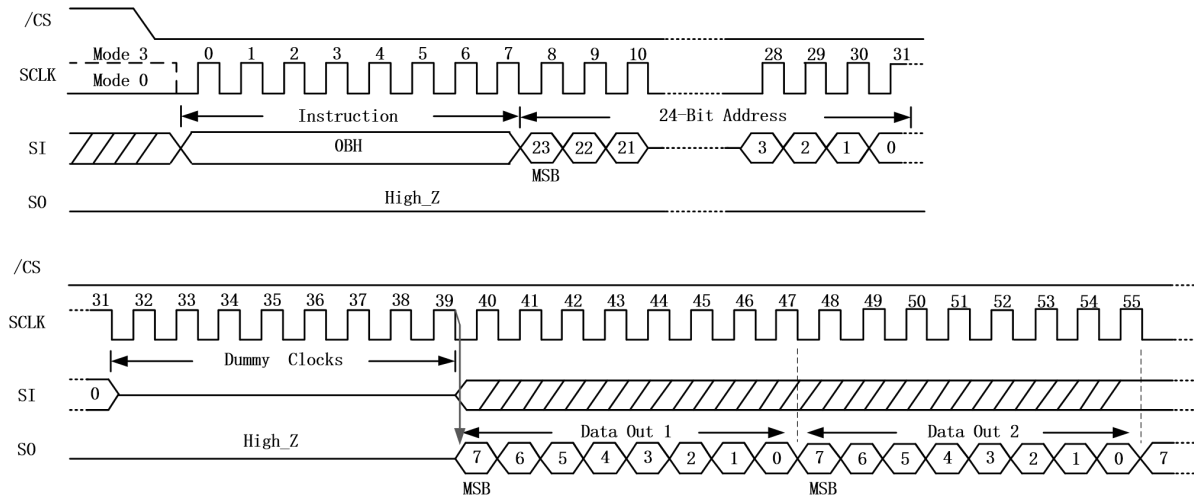 /CS
Mode 3 0 1 2 3 4 5 6 7 8 9 10 28 29 30 31
SCLK
Mode 0
Instruction 24-Bit Address
SI 0BH 23 22 21 3 2 1 0
MSB
SO High_Z
/CS
31 32 33 34 35 36 37 38 39 40 41 42 43 44 45 46 47 48 49 50 51 52 53 54 55
SCLK
Dummy Clocks
SI 0
Data Out 1 Data Out 2
SO High_Z 7 6 5 4 3 2 1 0 7 6 5 4 3 2 1 0 7
MSB MSB